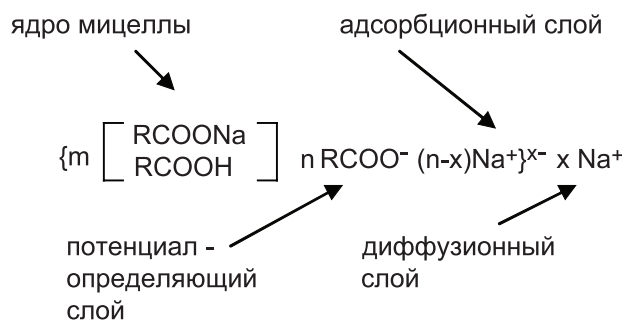 ядро мицеллы
адсорбционный слой
{m [ RCOONa
RCOOH ] n RCOO⁻ (n-x)Na⁺}ˣ⁻ x Na⁺
потенциал -
определяющий
слой
диффузионный
слой